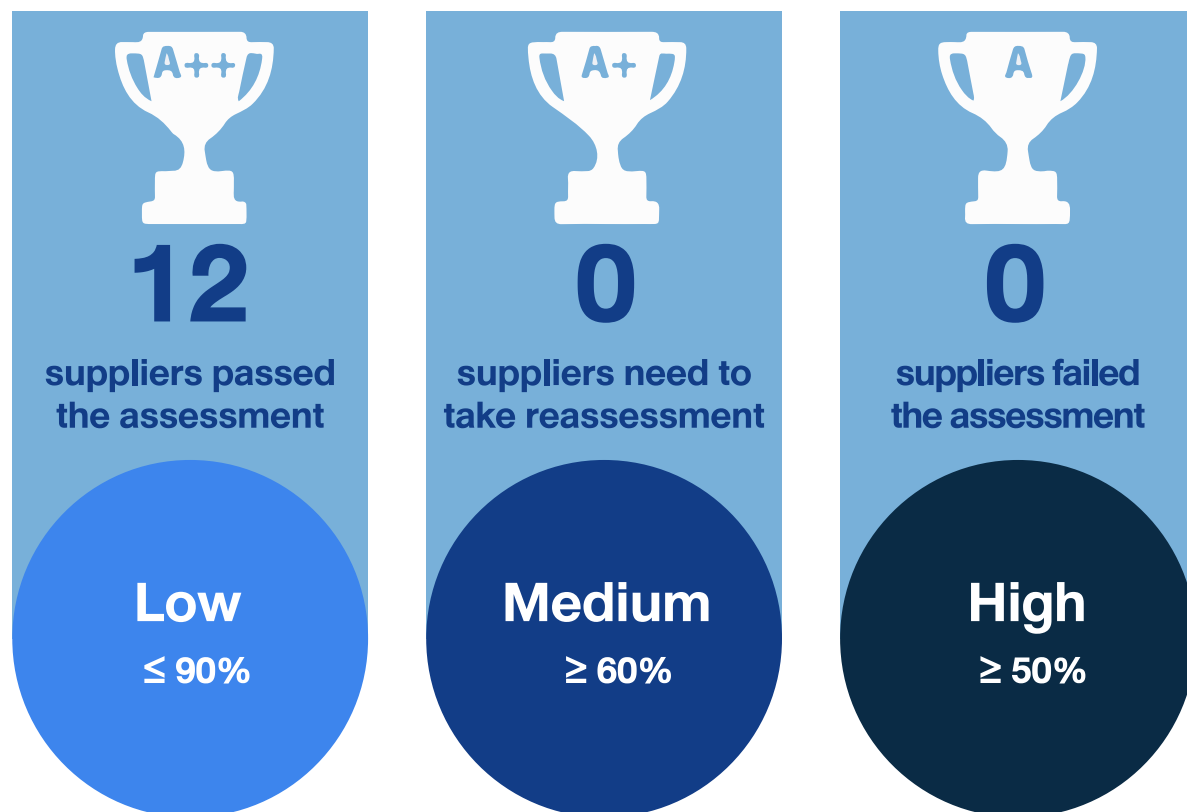 A++
12
suppliers passed
the assessment
Low
≤ 90%
A+
0
suppliers need to
take reassessment
Medium
≥ 60%
A
0
suppliers failed
the assessment
High
≥ 50%